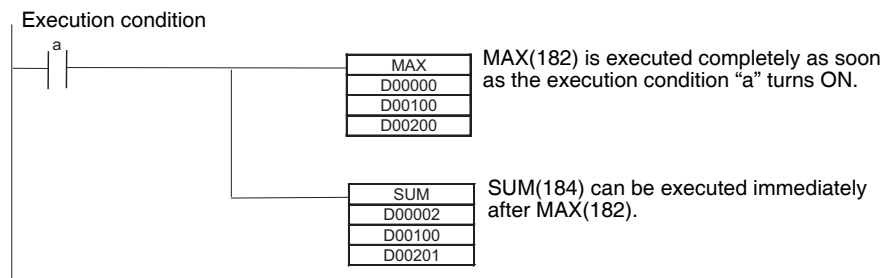 Execution condition
a
MAX
D00000
D00100
D00200
MAX(182) is executed completely as soon
as the execution condition “a” turns ON.
SUM
D00002
D00100
D00201
SUM(184) can be executed immediately
after MAX(182).